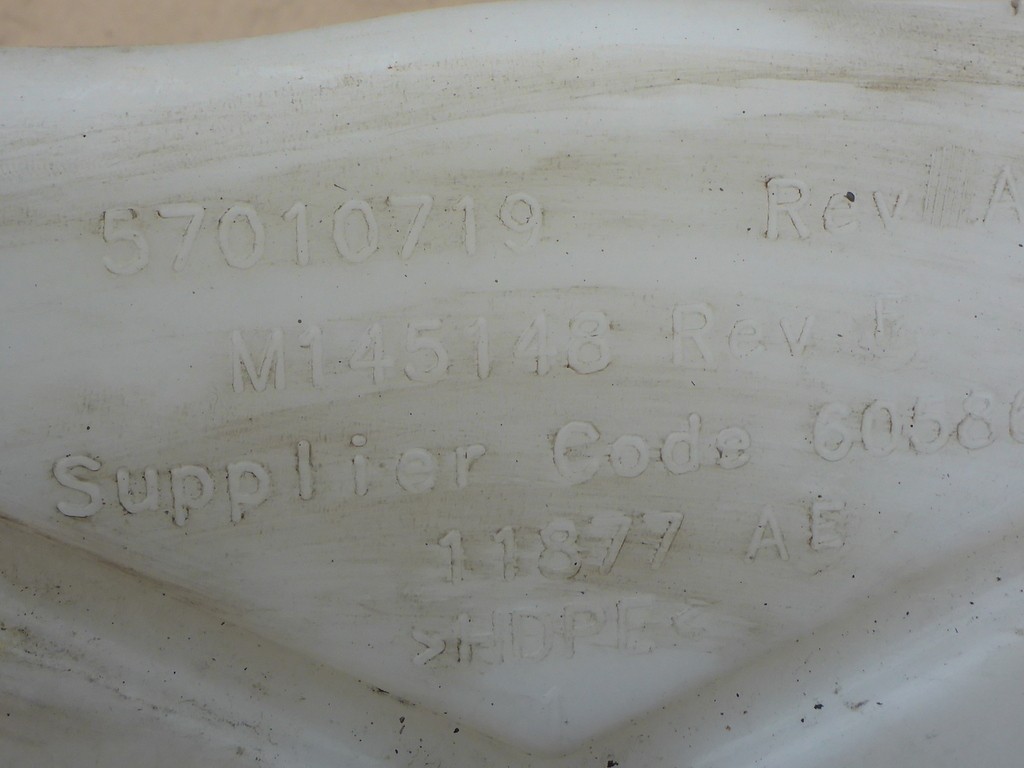 57010719 Rev A
M145148 Rev
Supplier Code
11877 AE
>HDPE<